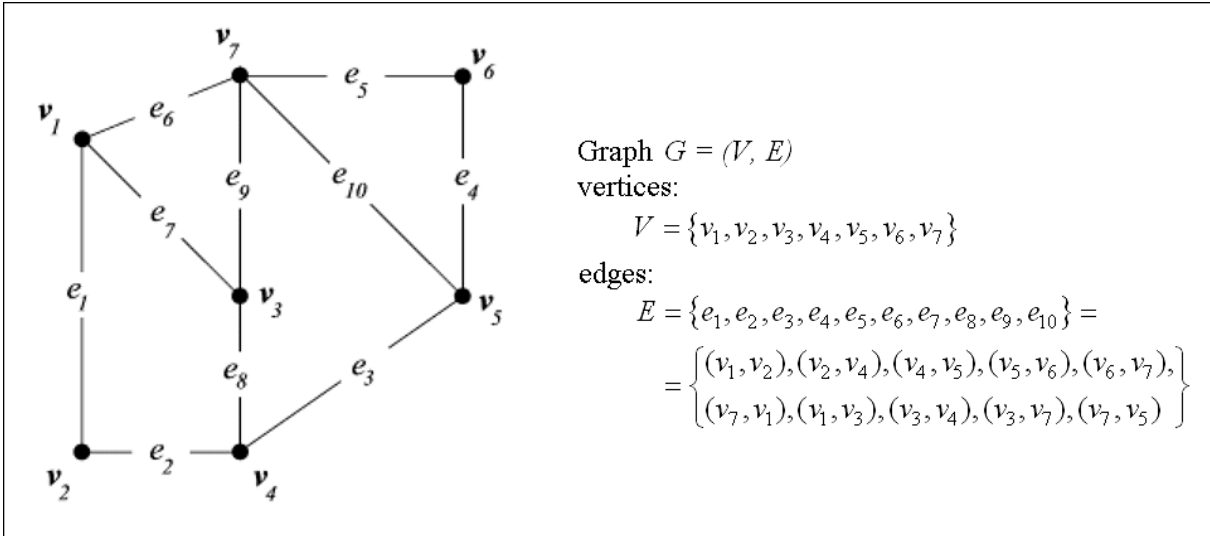 v7
v6
e5
e6
v1
e9
e10
e4
e7
e1
v3
v5
e8
e3
e2
v2
v4
Graph G = (V, E)
vertices:
V = {v1, v2, v3, v4, v5, v6, v7}
edges:
E = {e1, e2, e3, e4, e5, e6, e7, e8, e9, e10} =
= {(v1, v2), (v2, v4), (v4, v5), (v5, v6), (v6, v7),
(v7, v1), (v1, v3), (v3, v4), (v3, v7), (v7, v5)}